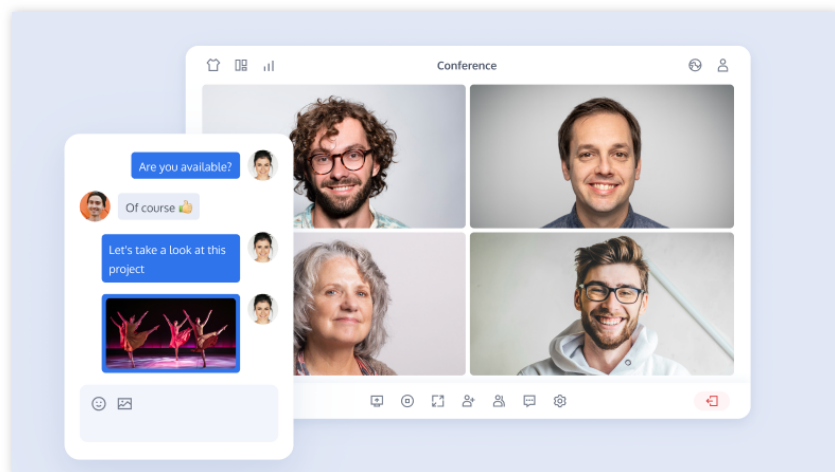 Conference
Are you available?
Of course 👍
Let's take a look at this
project